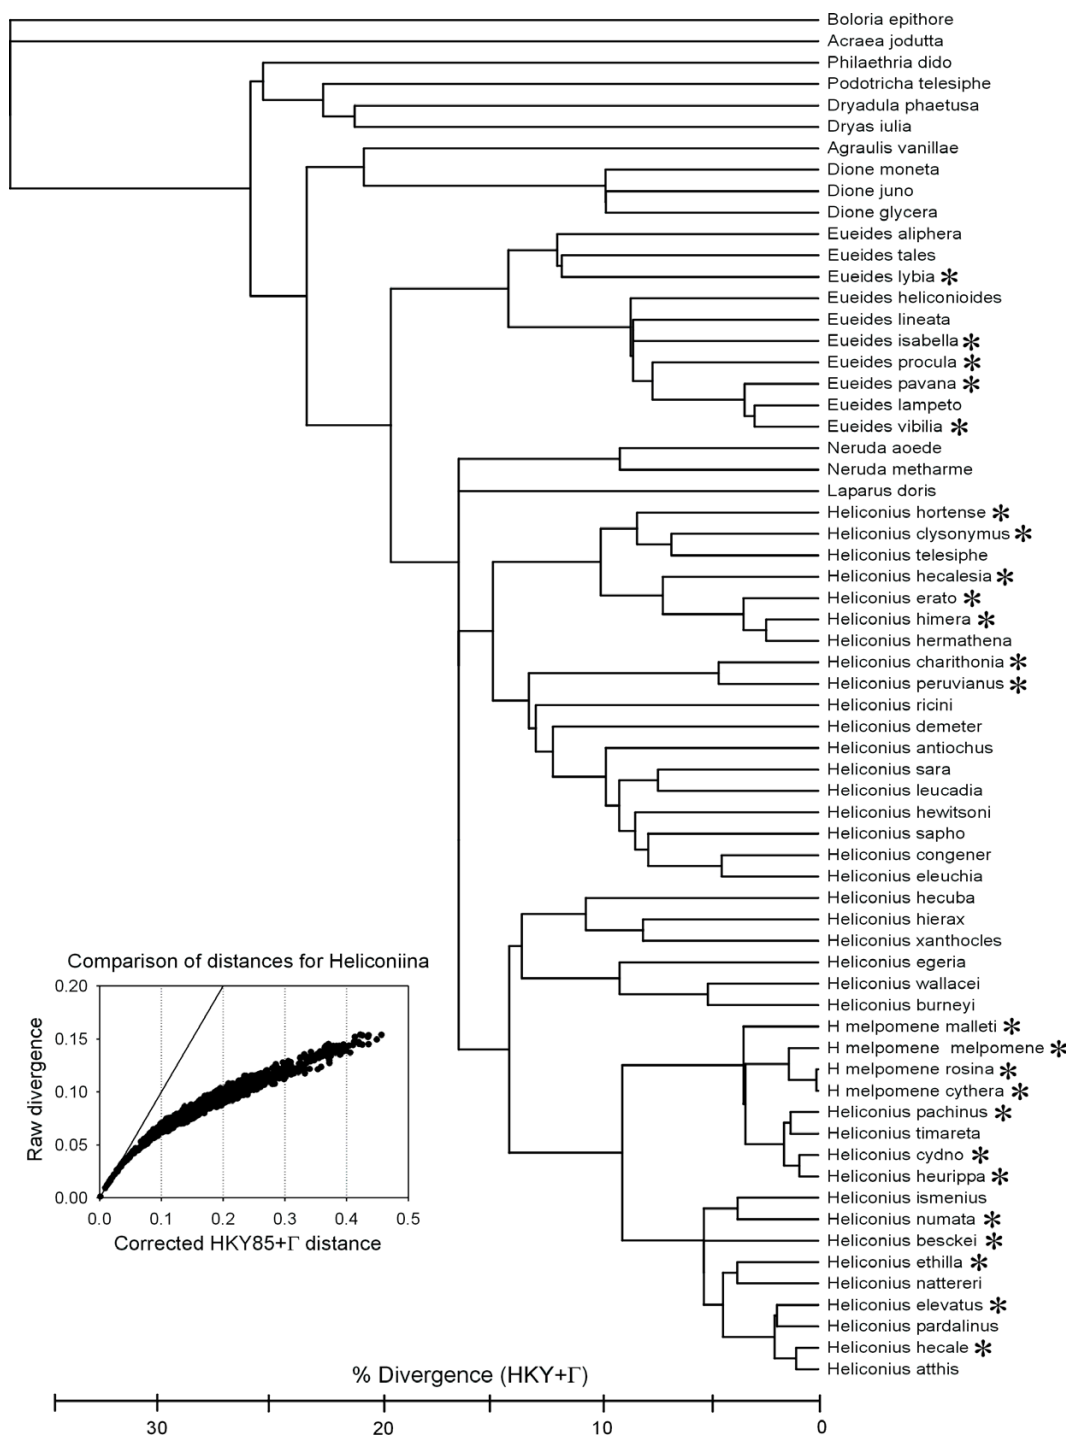 Boloria epithore
Acraea jodutta
Philaethria dido
Podotricha telesiphe
Dryadula phaetusa
Dryas iulia
Agraulis vanillae
Dione moneta
Dione juno
Dione glycera
Eueides aliphera
Eueides tales
Eueides lybia *
Eueides heliconioides
Eueides lineata
Eueides isabella *
Eueides procula *
Eueides pavana *
Eueides lampeto
Eueides vibilia *
Neruda aoede
Neruda metharme
Laparus doris
Heliconius hortense *
Heliconius clysonymus *
Heliconius telesiphe
Heliconius hecalesia *
Heliconius erato *
Heliconius himera *
Heliconius hermathena
Heliconius charithonia *
Heliconius peruvianus *
Heliconius ricini
Heliconius demeter
Heliconius antiochus
Heliconius sara
Heliconius leucadia
Heliconius hewitsoni
Heliconius sapho
Heliconius congener
Heliconius eleuchia
Heliconius hecuba
Heliconius hierax
Heliconius xanthocles
Heliconius egeria
Heliconius wallacei
Heliconius burneyi
H melpomene malleti *
H melpomene melpomene *
H melpomene rosina *
H melpomene cythera *
Heliconius pachinus *
Heliconius timareta
Heliconius cydno *
Heliconius heurippa *
Heliconius ismenius
Heliconius numata *
Heliconius besckei *
Heliconius ethilla *
Heliconius nattereri
Heliconius elevatus *
Heliconius pardalinus
Heliconius hecale *
Heliconius atthis
Comparison of distances for Heliconiina
Raw divergence
0.20
0.15
0.10
0.05
0.00
0.0 0.1 0.2 0.3 0.4 0.5
Corrected HKY85+Γ distance
% Divergence (HKY+Γ)
30 20 10 0